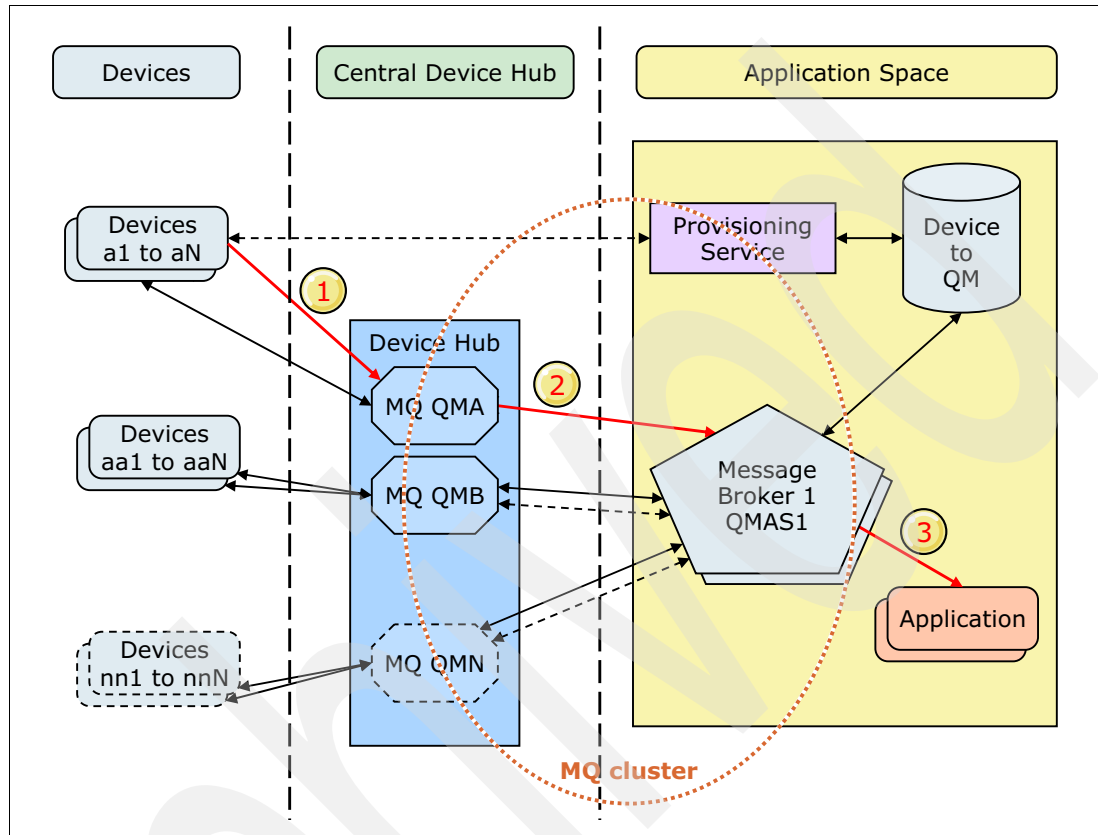 Devices
Central Device Hub
Application Space
Devices
a1 to aN
Provisioning
Service
Device
to
QM
1
Device Hub
MQ QMA
2
Devices
aa1 to aaN
MQ QMB
Message
Broker 1
QMAS1
3
Application
Devices
nn1 to nnN
MQ QMN
MQ cluster